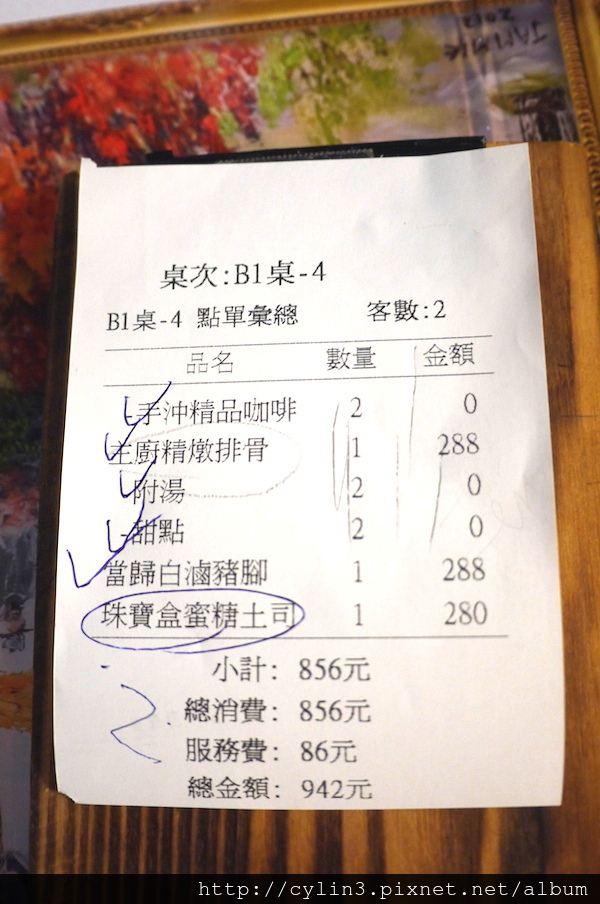 桌次:B1桌-4
B1桌-4 點單彙總 客數:2
品名 數量 金額
-手沖精品咖啡 2 0
主廚精燉排骨 1 288
附湯 2 0
-甜點 2 0
當歸白滷豬腳 1 288
珠寶盒蜜糖土司 1 280
小計: 856元
總消費: 856元
服務費: 86元
總金額: 942元
http://cylin3.pixnet.net/album